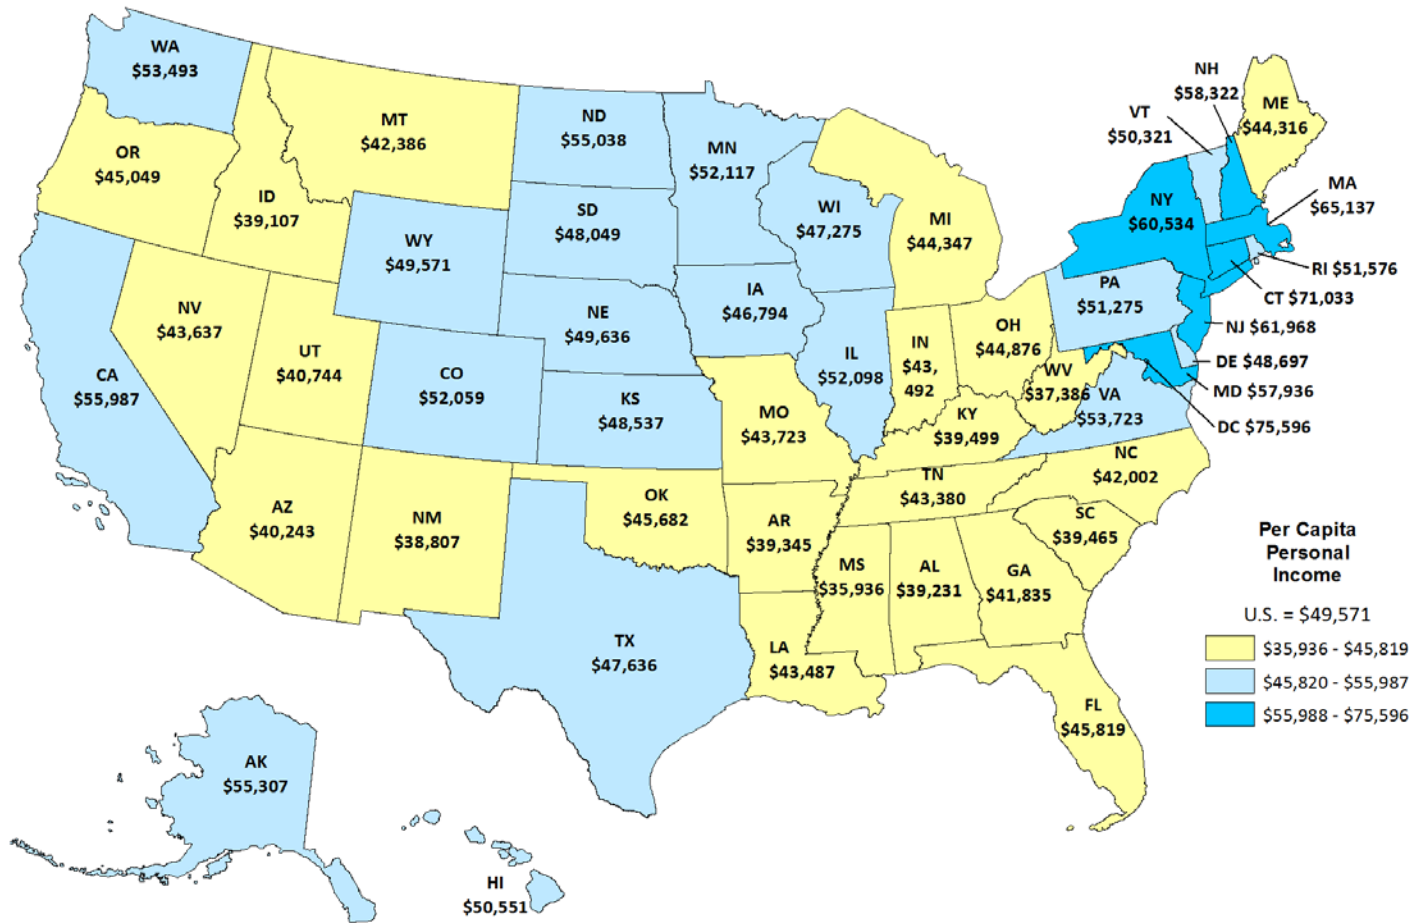 WA
$53,493
OR
$45,049
CA
$55,987
NV
$43,637
ID
$39,107
MT
$42,386
WY
$49,571
UT
$40,744
CO
$52,059
AZ
$40,243
NM
$38,807
ND
$55,038
SD
$48,049
NE
$49,636
KS
$48,537
OK
$45,682
TX
$47,636
MN
$52,117
IA
$46,794
MO
$43,723
AR
$39,345
LA
$43,487
WI
$47,275
IL
$52,098
MI
$44,347
IN
$43,
492
OH
$44,876
KY
$39,499
TN
$43,380
MS
$35,936
AL
$39,231
GA
$41,835
FL
$45,819
SC
$39,465
NC
$42,002
WV
$37,386
VA
$53,723
PA
$51,275
NY
$60,534
VT
$50,321
NH
$58,322
ME
$44,316
MA
$65,137
RI $51,576
CT $71,033
NJ $61,968
DE $48,697
MD $57,936
DC $75,596
AK
$55,307
HI
$50,551
Per Capita
Personal
Income
U.S. = $49,571
$35,936 - $45,819
$45,820 - $55,987
$55,988 - $75,596